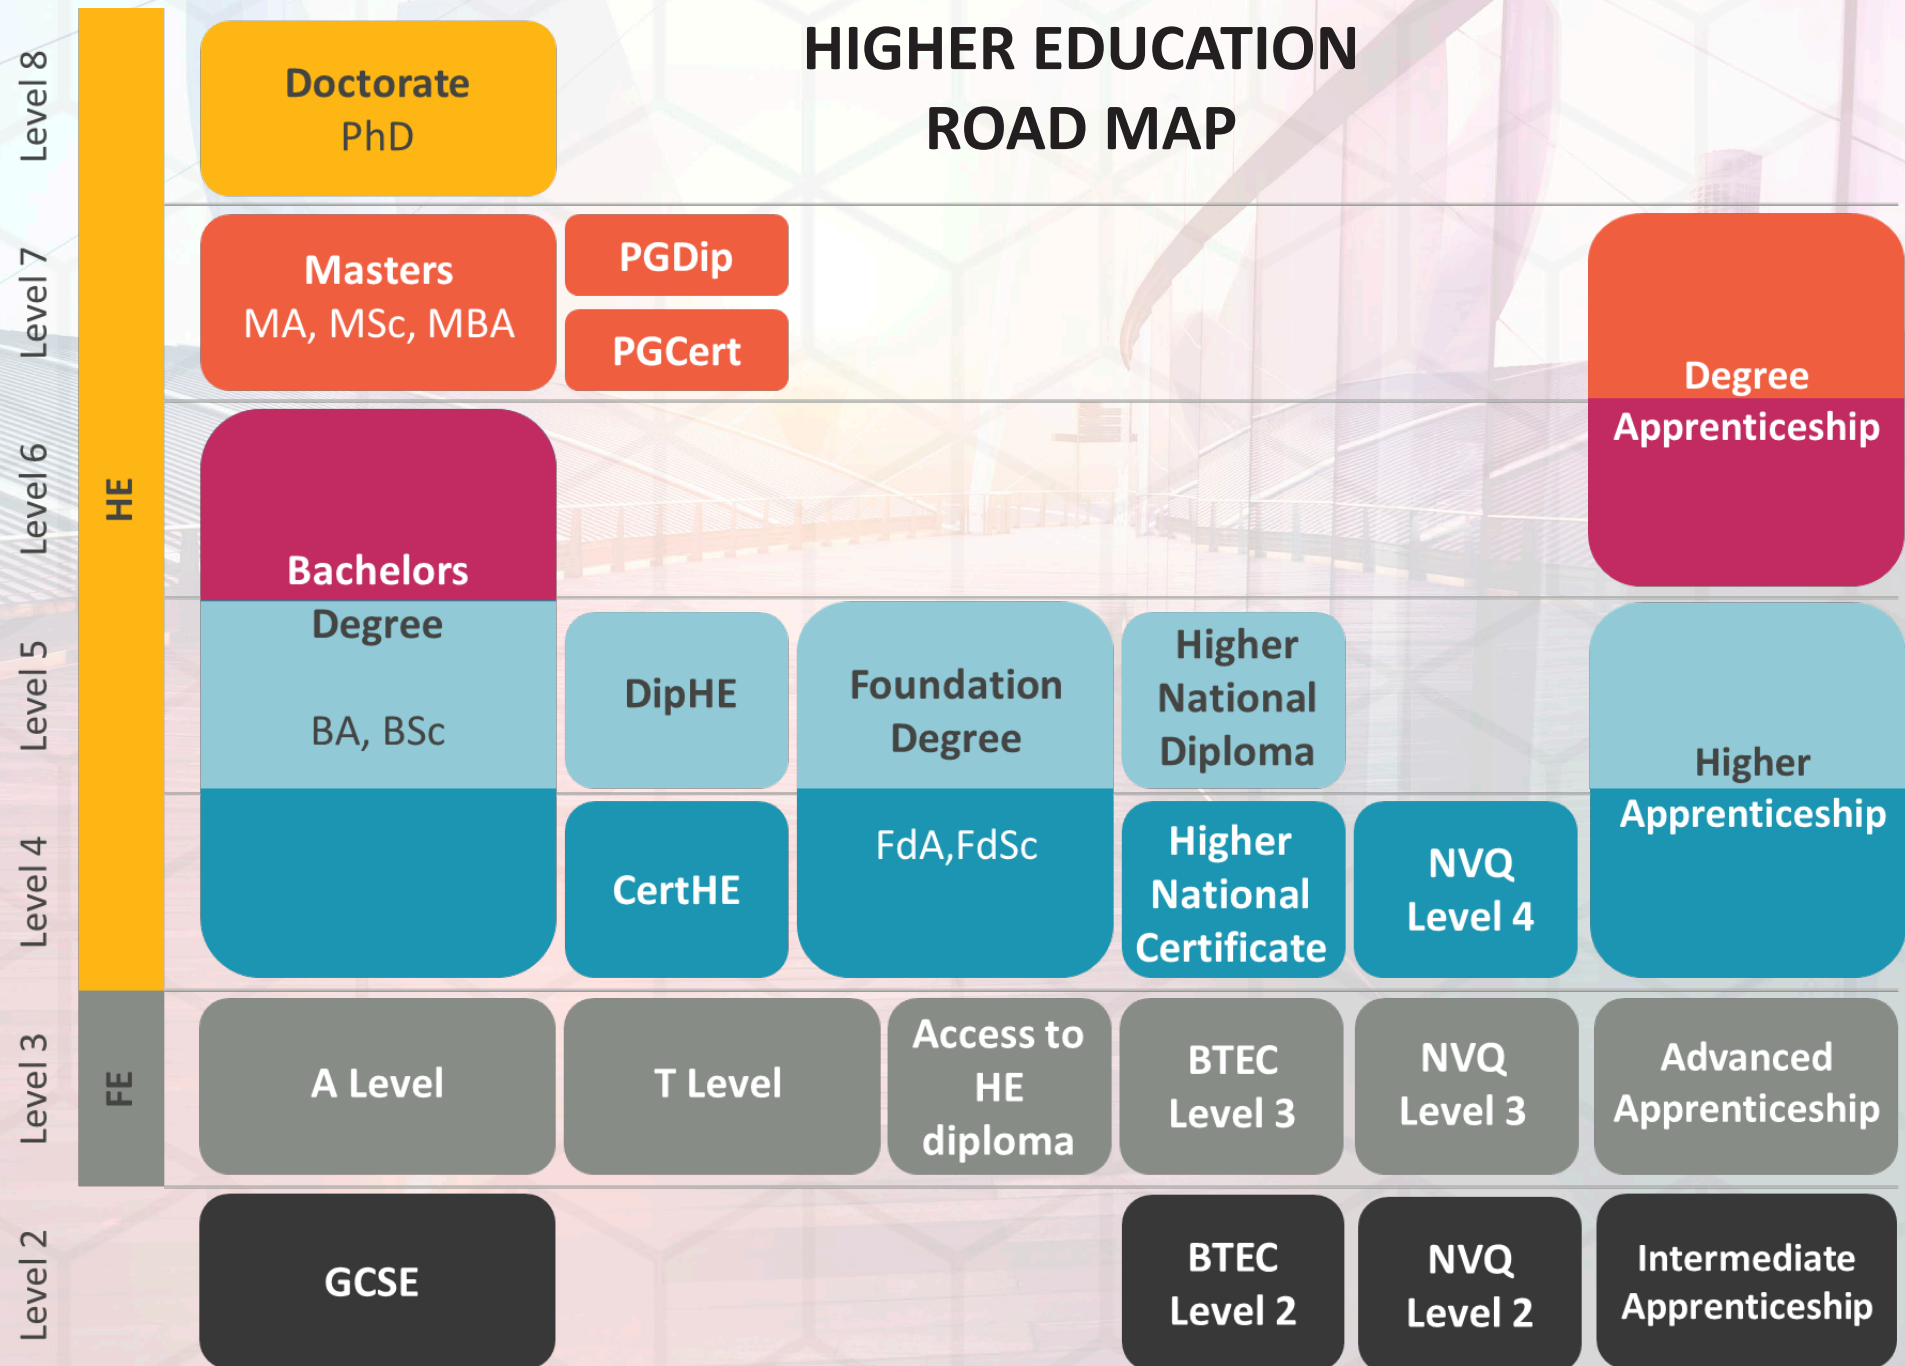 HIGHER EDUCATION
ROAD MAP
Level 8
HE
Doctorate
PhD
Level 7
Masters
MA, MSc, MBA
PGDip
PGCert
Degree
Apprenticeship
Level 6
Bachelors
Degree
BA, BSc
Level 5
DipHE
Foundation
Degree
FdA,FdSc
Higher
National
Diploma
Higher
Apprenticeship
Level 4
CertHE
Higher
National
Certificate
NVQ
Level 4
Level 3
FE
A Level
T Level
Access to
HE
diploma
BTEC
Level 3
NVQ
Level 3
Advanced
Apprenticeship
Level 2
GCSE
BTEC
Level 2
NVQ
Level 2
Intermediate
Apprenticeship